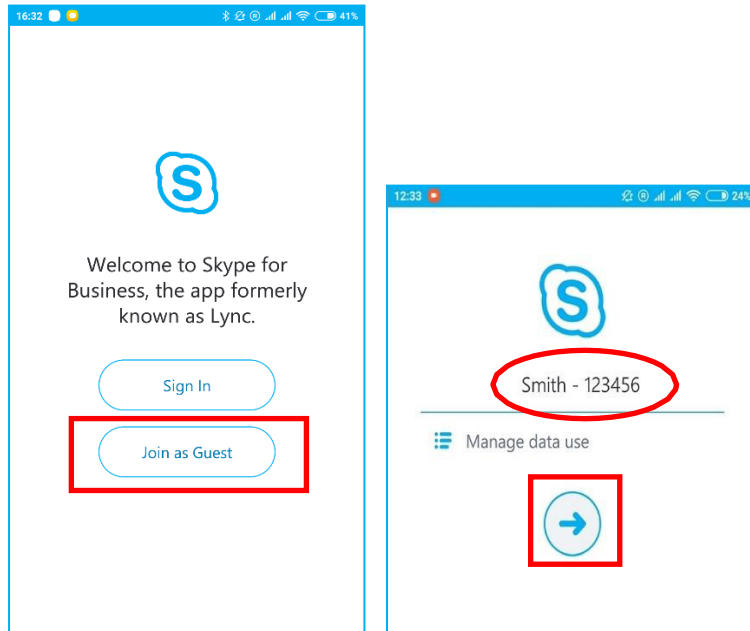 16:32
41%
S
Welcome to Skype for
Business, the app formerly
known as Lync.
Sign In
Join as Guest
12:33
24%
S
Smith - 123456
Manage data use